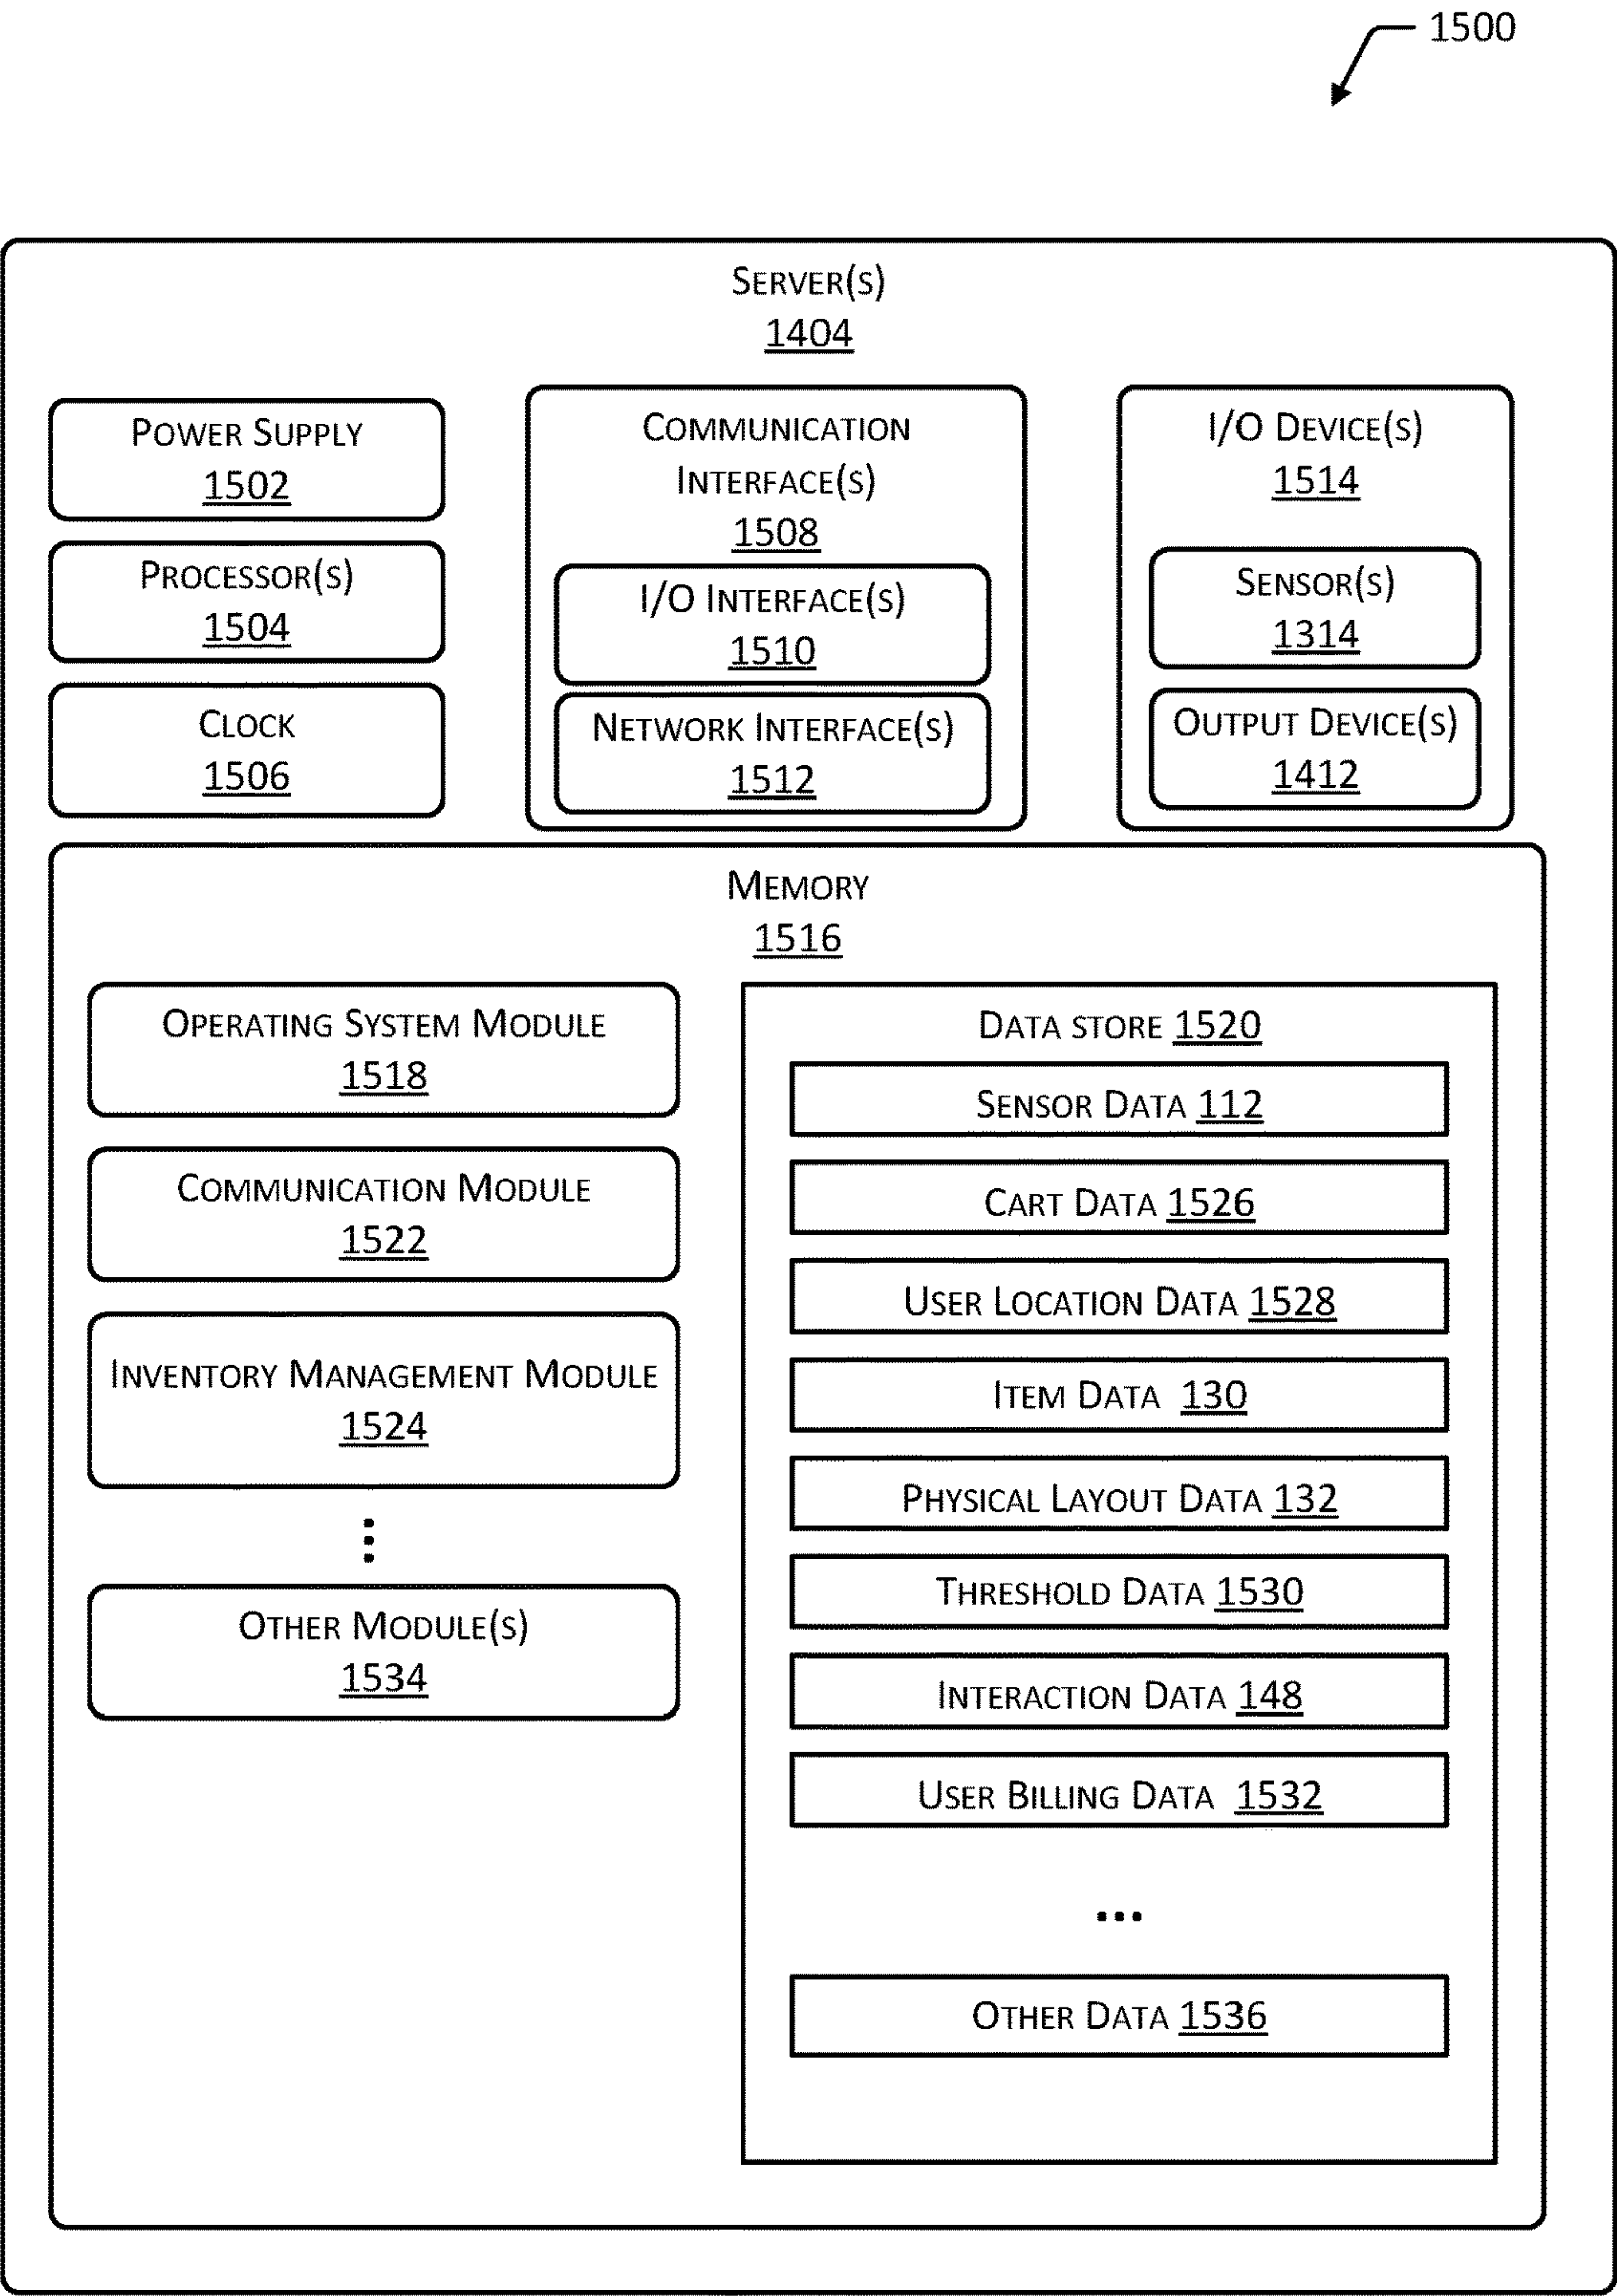 1500
SERVER(S)
1404
POWER SUPPLY
1502
PROCESSOR(S)
1504
CLOCK
1506
COMMUNICATION
INTERFACE(S)
1508
I/O INTERFACE(S)
1510
NETWORK INTERFACE(S)
1512
I/O DEVICE(S)
1514
SENSOR(S)
1314
OUTPUT DEVICE(S)
1412
MEMORY
1516
OPERATING SYSTEM MODULE
1518
COMMUNICATION MODULE
1522
INVENTORY MANAGEMENT MODULE
1524
⋮
OTHER MODULE(S)
1534
DATA STORE 1520
SENSOR DATA 112
CART DATA 1526
USER LOCATION DATA 1528
ITEM DATA 130
PHYSICAL LAYOUT DATA 132
THRESHOLD DATA 1530
INTERACTION DATA 148
USER BILLING DATA 1532
...
OTHER DATA 1536